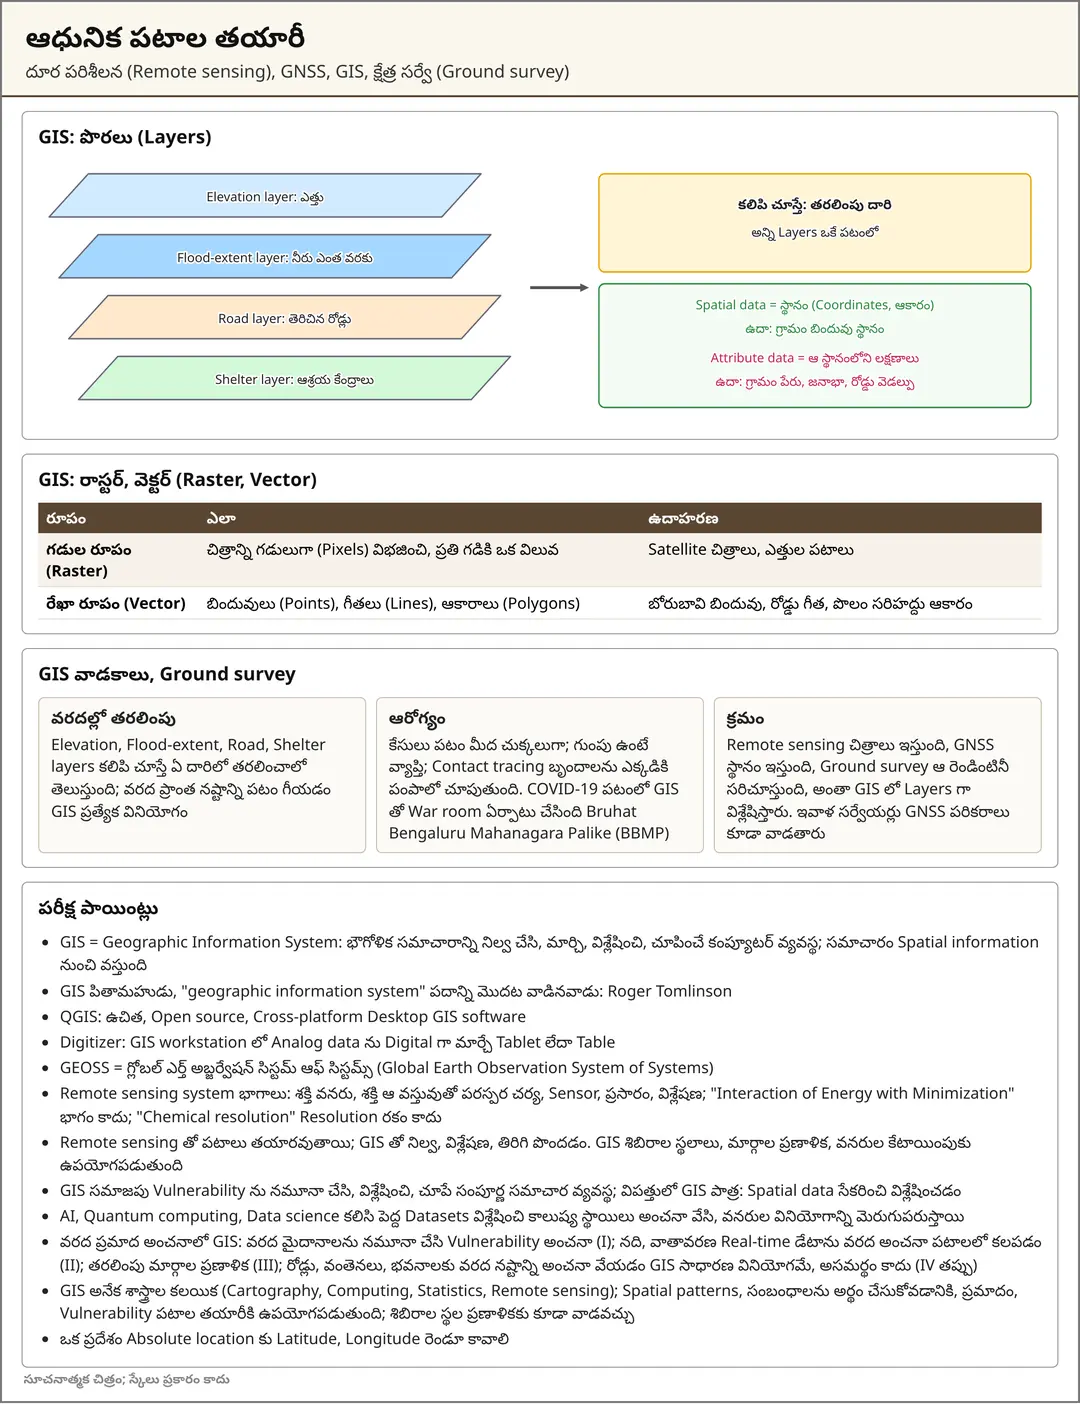 ఆధునిక పటాల తయారీ
దూర పరిశీలన (Remote sensing), GNSS, GIS, క్షేత్ర సర్వే (Ground survey)
GIS: పొరలు (Layers)
Elevation layer: ఎత్తు
Flood-extent layer: నీరు ఎంత వరకు
Road layer: తెరిచిన రోడ్లు
Shelter layer: ఆశ్రయ కేంద్రాలు
కలిపి చూస్తే: తరలింపు దారి
అన్ని Layers ఒకే పటంలో
Spatial data = స్థానం (Coordinates, ఆకారం)
ఉదా: గ్రామం బిందువు స్థానం
Attribute data = ఆ స్థానంలోని లక్షణాలు
ఉదా: గ్రామం పేరు, జనాభా, రోడ్డు వెడల్పు
GIS: రాస్టర్, వెక్టర్ (Raster, Vector)
రూపం ఎలా ఉదాహరణ
గడుల రూపం (Raster) చిత్రాన్ని గడులుగా (Pixels) విభజించి, ప్రతి గడికి ఒక విలువ Satellite చిత్రాలు, ఎత్తుల పటాలు
రేఖా రూపం (Vector) బిందువులు (Points), గీతలు (Lines), ఆకారాలు (Polygons) బోరుబావి బిందువు, రోడ్డు గీత, పొలం సరిహద్దు ఆకారం
GIS వాడకాలు, Ground survey
వరదల్లో తరలింపు
Elevation, Flood-extent, Road, Shelter
layers కలిపి చూస్తే ఏ దారిలో తరలించాలో
తెలుస్తుంది; వరద ప్రాంత నష్టాన్ని పటం గీయడం
GIS ప్రత్యేక వినియోగం
ఆరోగ్యం
కేసులు పటం మీద చుక్కలుగా; గుంపు ఉంటే
వ్యాప్తి; Contact tracing బృందాలను ఎక్కడికి
పంపాలో చూపుతుంది. COVID-19 పటంలో GIS
తో War room ఏర్పాటు చేసింది Bruhat
Bengaluru Mahanagara Palike (BBMP)
క్రమం
Remote sensing చిత్రాలు ఇస్తుంది, GNSS
స్థానం ఇస్తుంది, Ground survey ఆ రెండింటినీ
సరిచూస్తుంది, అంతా GIS లో Layers గా
విశ్లేషిస్తారు. ఇవాళ సర్వేయర్లు GNSS పరికరాలు
కూడా వాడతారు
పరీక్ష పాయింట్లు
• GIS = Geographic Information System: భౌగోళిక సమాచారాన్ని నిల్వ చేసి, మార్చి, విశ్లేషించి, చూపించే కంప్యూటర్ వ్యవస్థ; సమాచారం Spatial information
నుంచి వస్తుంది
• GIS పితామహుడు, "geographic information system" పదాన్ని మొదట వాడినవాడు: Roger Tomlinson
• QGIS: ఉచిత, Open source, Cross-platform Desktop GIS software
• Digitizer: GIS workstation లో Analog data ను Digital గా మార్చే Tablet లేదా Table
• GEOSS = గ్లోబల్ ఎర్త్ అబ్జర్వేషన్ సిస్టమ్ ఆఫ్ సిస్టమ్స్ (Global Earth Observation System of Systems)
• Remote sensing system భాగాలు: శక్తి వనరు, శక్తి ఆ వస్తువుతో పరస్పర చర్య, Sensor, ప్రసారం, విశ్లేషణ; "Interaction of Energy with Minimization"
భాగం కాదు; "Chemical resolution" Resolution రకం కాదు
• Remote sensing తో పటాలు తయారవుతాయి; GIS తో నిల్వ, విశ్లేషణ, తిరిగి పొందడం. GIS శిబిరాల స్థలాలు, మార్గాల ప్రణాళిక, వనరుల కేటాయింపుకు
ఉపయోగపడుతుంది
• GIS సమాజపు Vulnerability ను నమూనా చేసి, విశ్లేషించి, చూపే సంపూర్ణ సమాచార వ్యవస్థ; విపత్తులో GIS పాత్ర: Spatial data సేకరించి విశ్లేషించడం
• AI, Quantum computing, Data science కలిసి పెద్ద Datasets విశ్లేషించి కాలుష్య స్థాయిలు అంచనా వేసి, వనరుల వినియోగాన్ని మెరుగుపరుస్తాయి
• వరద ప్రమాద అంచనాలో GIS: వరద మైదానాలను నమూనా చేసి Vulnerability అంచనా (I); నది, వాతావరణ Real-time డేటాను వరద అంచనా పటాలలో కలపడం
(II); తరలింపు మార్గాల ప్రణాళిక (III); రోడ్లు, వంతెనలు, భవనాలకు వరద నష్టాన్ని అంచనా వేయడం GIS సాధారణ వినియోగమే, అసమర్థం కాదు (IV తప్పు)
• GIS అనేక శాస్త్రాల కలయిక (Cartography, Computing, Statistics, Remote sensing); Spatial patterns, సంబంధాలను అర్థం చేసుకోవడానికి, ప్రమాదం,
Vulnerability పటాల తయారీకి ఉపయోగపడుతుంది; శిబిరాల స్థల ప్రణాళికకు కూడా వాడవచ్చు
• ఒక ప్రదేశం Absolute location కు Latitude, Longitude రెండూ కావాలి
సూచనాత్మక చిత్రం; స్కేలు ప్రకారం కాదు